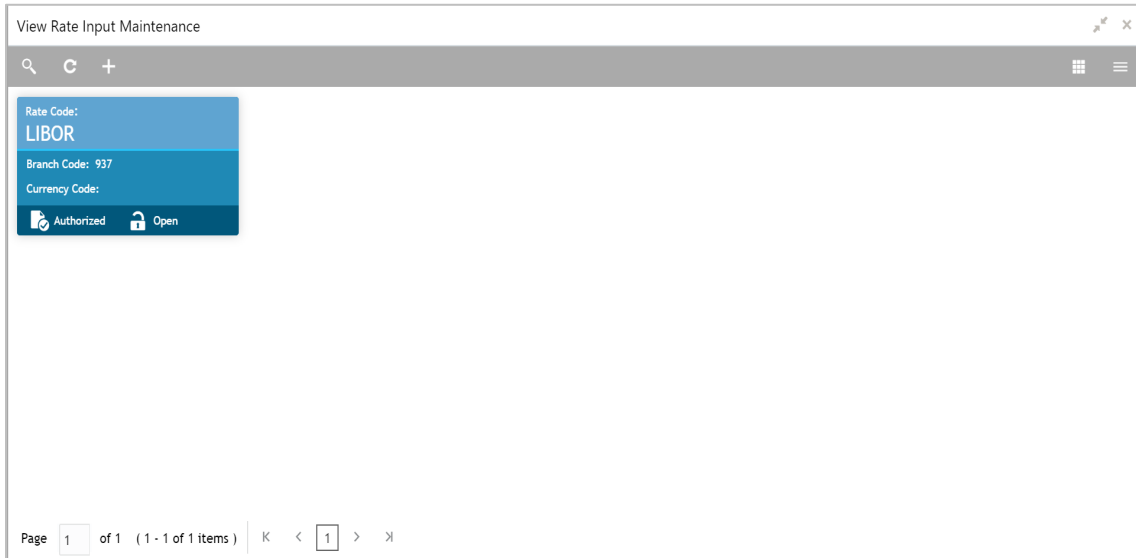 View Rate Input Maintenance
Rate Code:
LIBOR
Branch Code: 937
Currency Code:
Authorized Open
Page 1 of 1 ( 1 - 1 of 1 items ) 1